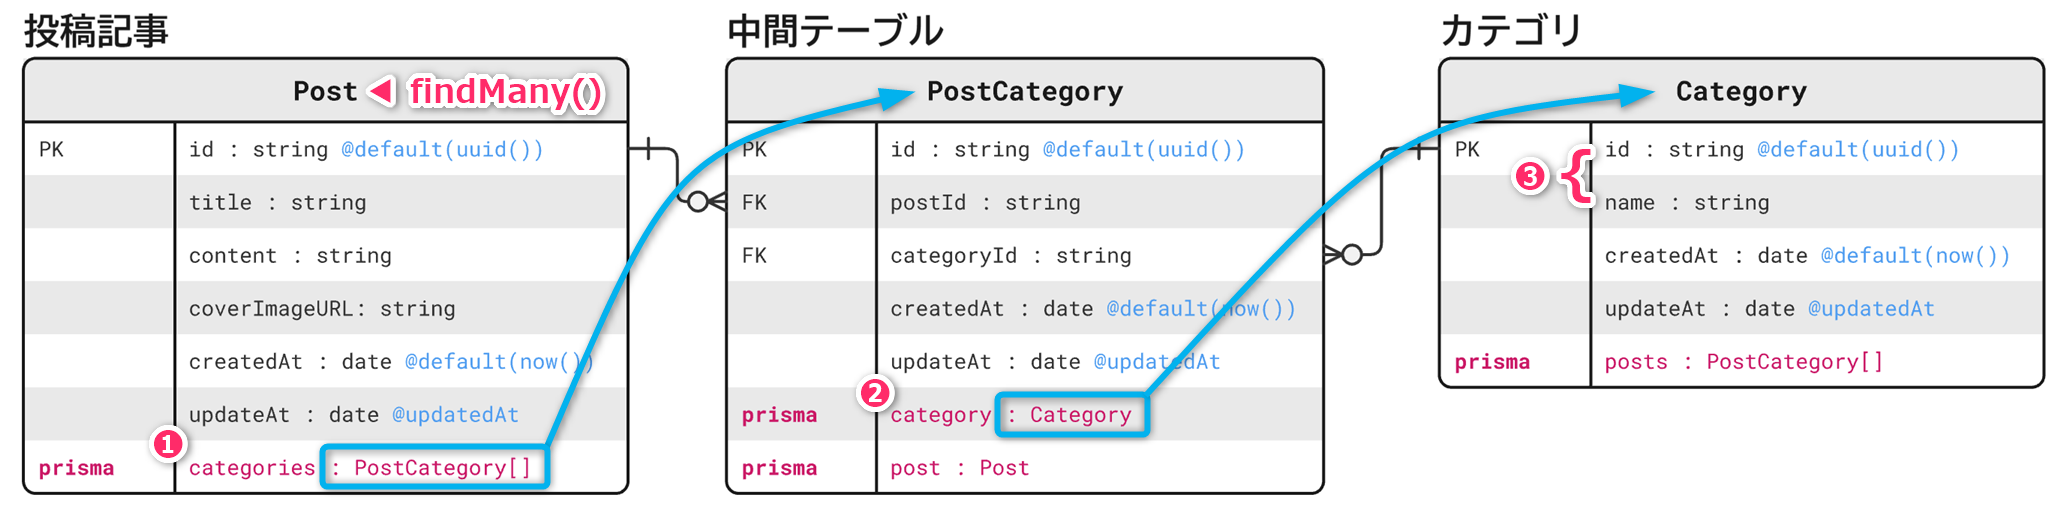 投稿記事
Post ◀ findMany()
PK id : string @default(uuid())
title : string
content : string
coverImageURL: string
createdAt : date @default(now())
updateAt : date @updatedAt
❶
prisma categories : PostCategory[]
中間テーブル
PostCategory
PK id : string @default(uuid())
FK postId : string
FK categoryId : string
createdAt : date @default(now())
updateAt : date @updatedAt
❷
prisma category : Category
prisma post : Post
カテゴリ
Category
PK id : string @default(uuid())
❸ {
name : string
createdAt : date @default(now())
updateAt : date @updatedAt
prisma posts : PostCategory[]